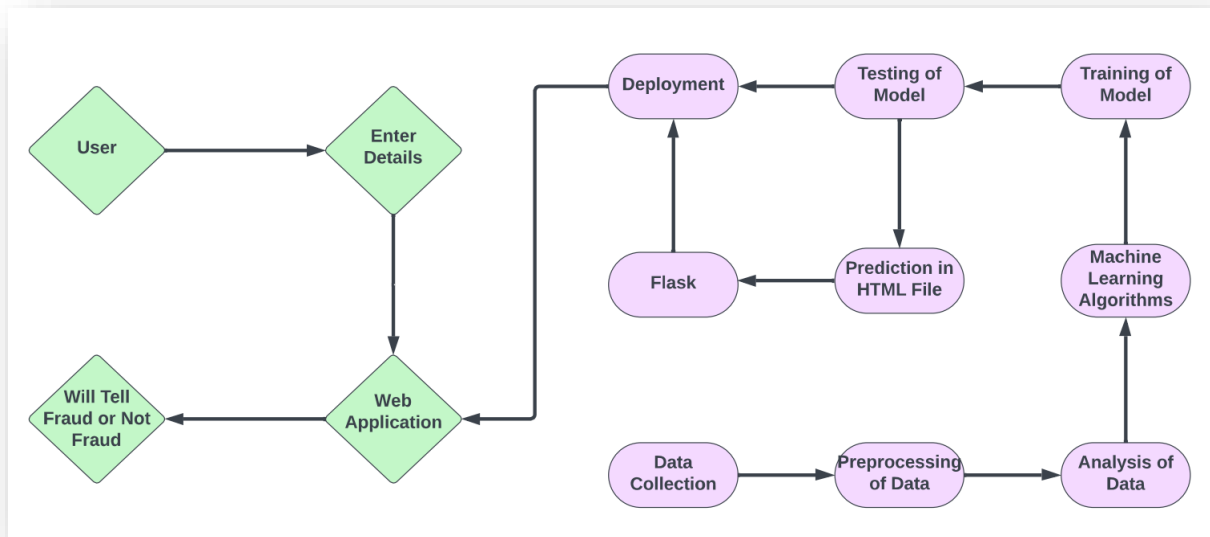 User
Enter
Details
Will Tell
Fraud or Not
Fraud
Web
Application
Deployment
Testing of
Model
Training of
Model
Flask
Prediction in
HTML File
Machine
Learning
Algorithms
Data
Collection
Preprocessing
of Data
Analysis of
Data